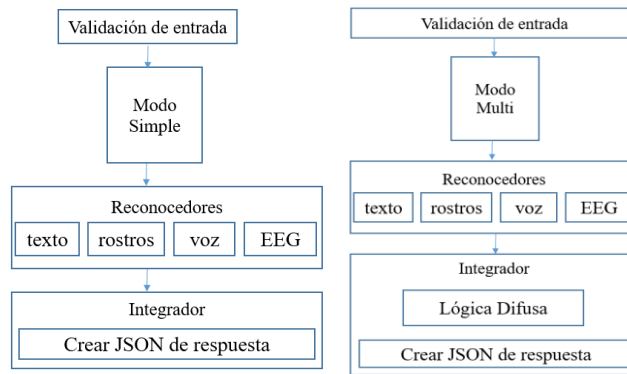 Validación de entrada
Modo
Simple
Reconocedores
texto rostros voz EEG
Integrador
Crear JSON de respuesta
Validación de entrada
Modo
Multi
Reconocedores
texto rostros voz EEG
Integrador
Lógica Difusa
Crear JSON de respuesta